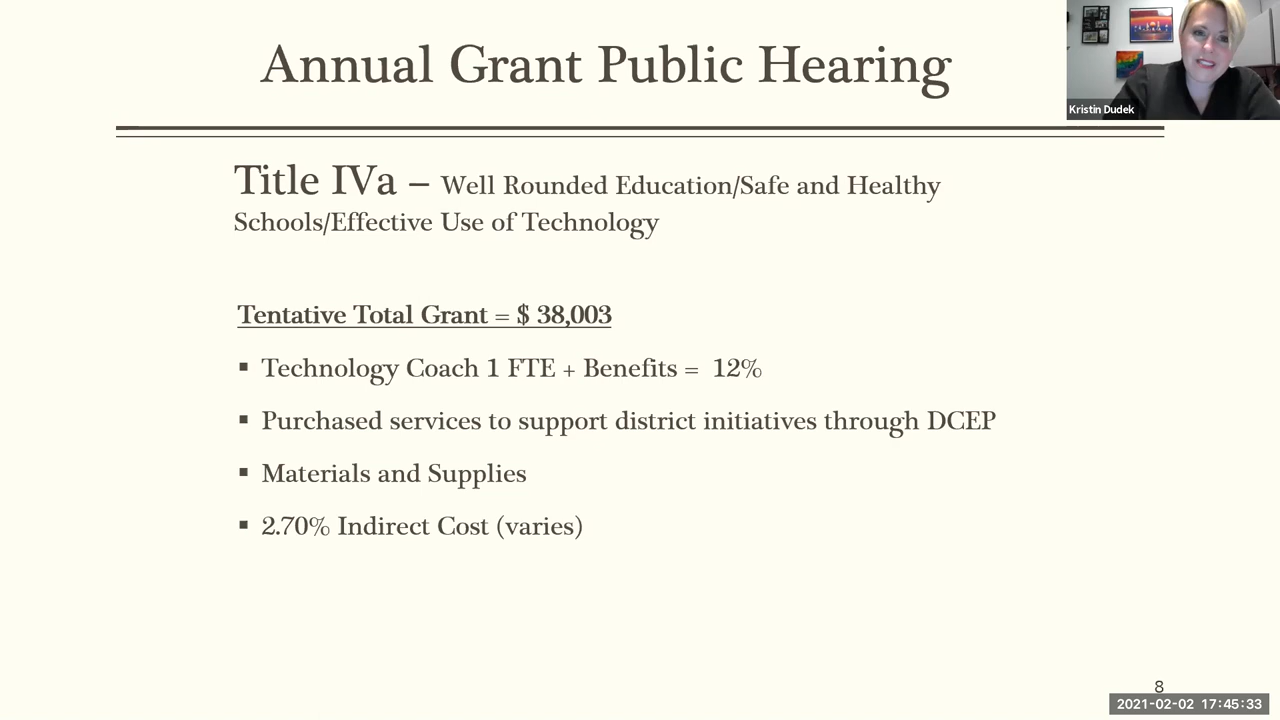 Annual Grant Public Hearing
Kristin Dudek
Title IVa – Well Rounded Education/Safe and Healthy
Schools/Effective Use of Technology
Tentative Total Grant = $ 38,003
▪ Technology Coach 1 FTE + Benefits = 12%
▪ Purchased services to support district initiatives through DCEP
▪ Materials and Supplies
▪ 2.70% Indirect Cost (varies)
8
2021-02-02 17:45:33